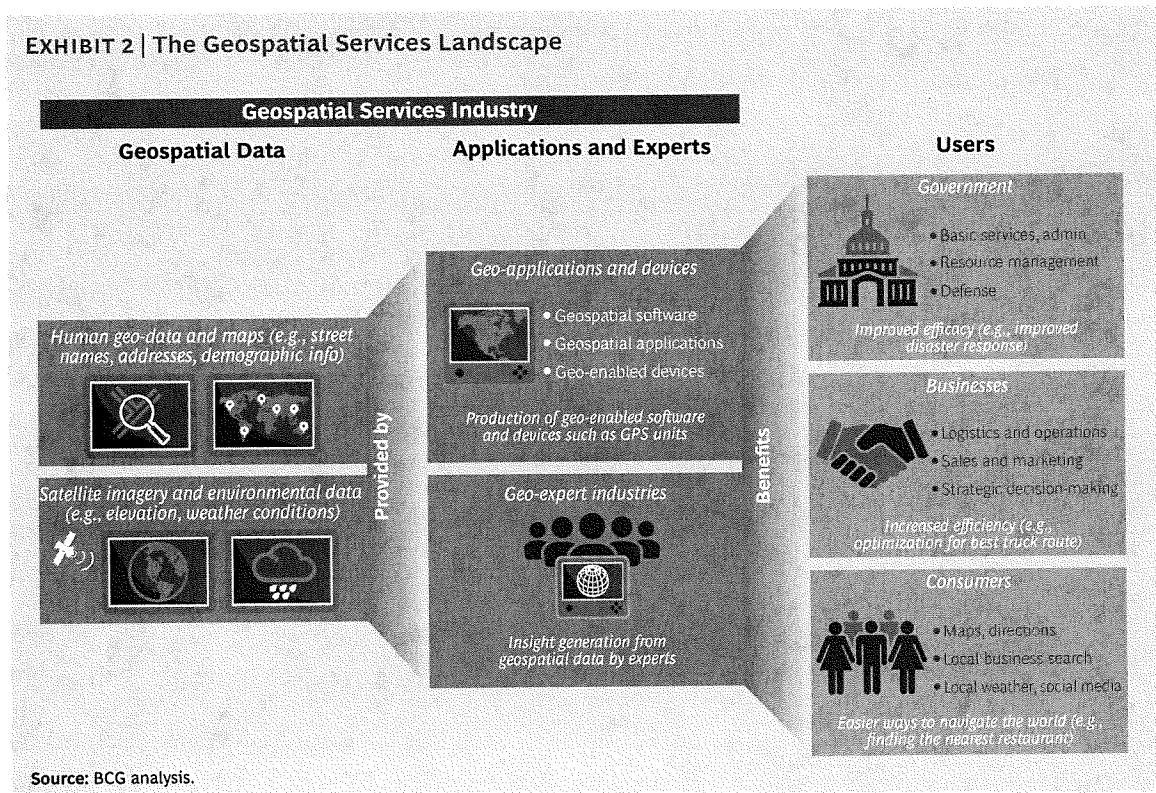 EXHIBIT 2 | The Geospatial Services Landscape
Geospatial Services Industry
Geospatial Data
Human geo-data and maps (e.g., street
names, addresses, demographic info)
Satellite imagery and environmental data
(e.g., elevation, weather conditions)
Provided by
Applications and Experts
Geo-applications and devices
• Geospatial software
• Geospatial applications
• Geo-enabled devices
Production of geo-enabled software
and devices such as GPS units
Geo-expert industries
Insight generation from
geospatial data by experts
Benefits
Users
Government
• Basic services, admin
• Resource management
• Defense
Improved efficacy (e.g., improved
disaster response)
Businesses
• Logistics and operations
• Sales and marketing
• Strategic decision-making
Increased efficiency (e.g.,
optimization for best truck route)
Consumers
• Maps, directions
• Local business search
• Local weather, social media
Easier ways to navigate the world (e.g.,
finding the nearest restaurant)
Source: BCG analysis.